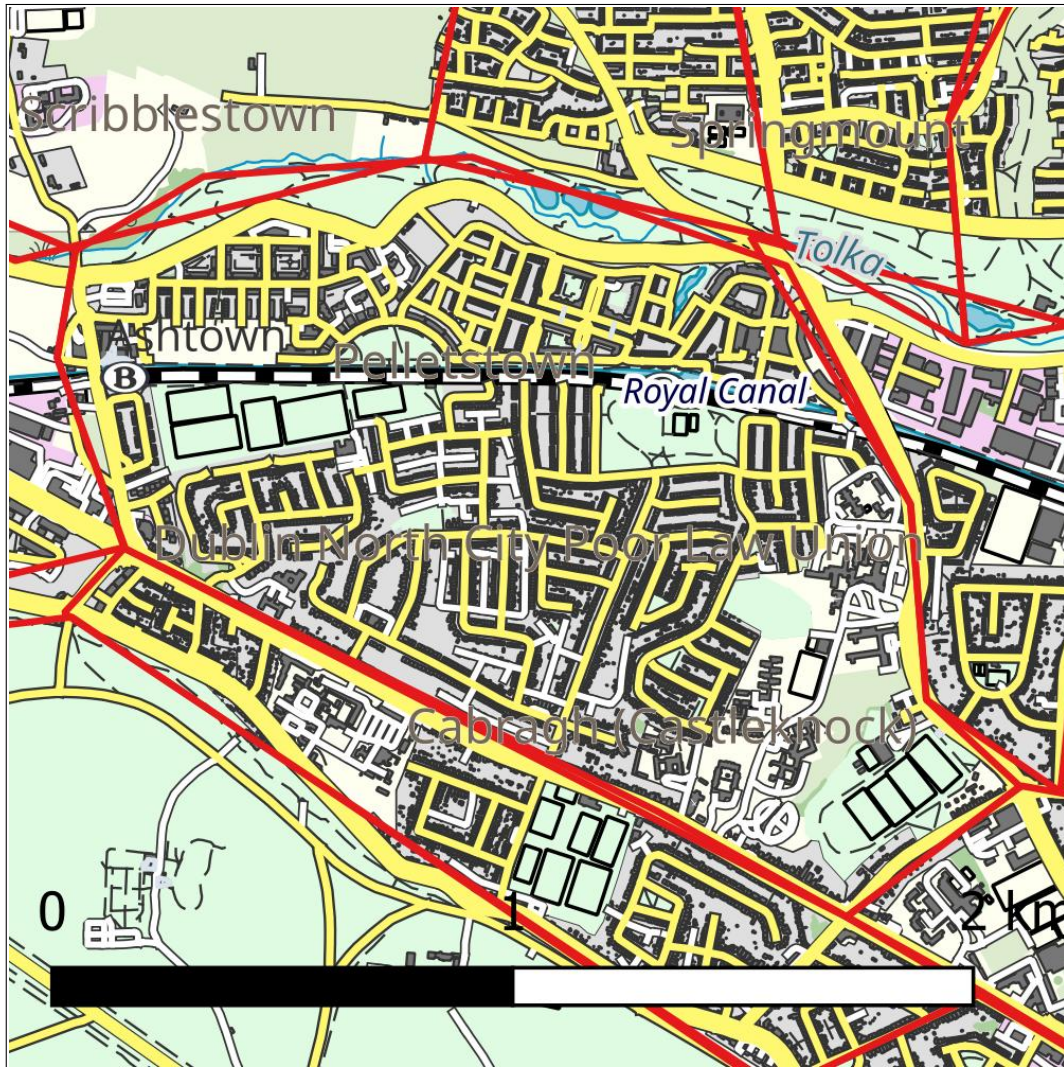 Scribblestown
Springmount
Tolka
Ashtown
Pelletstown
B
Royal Canal
Dublin North City Poor Law Union
Cabragh (Castleknock)
0 1 2 km